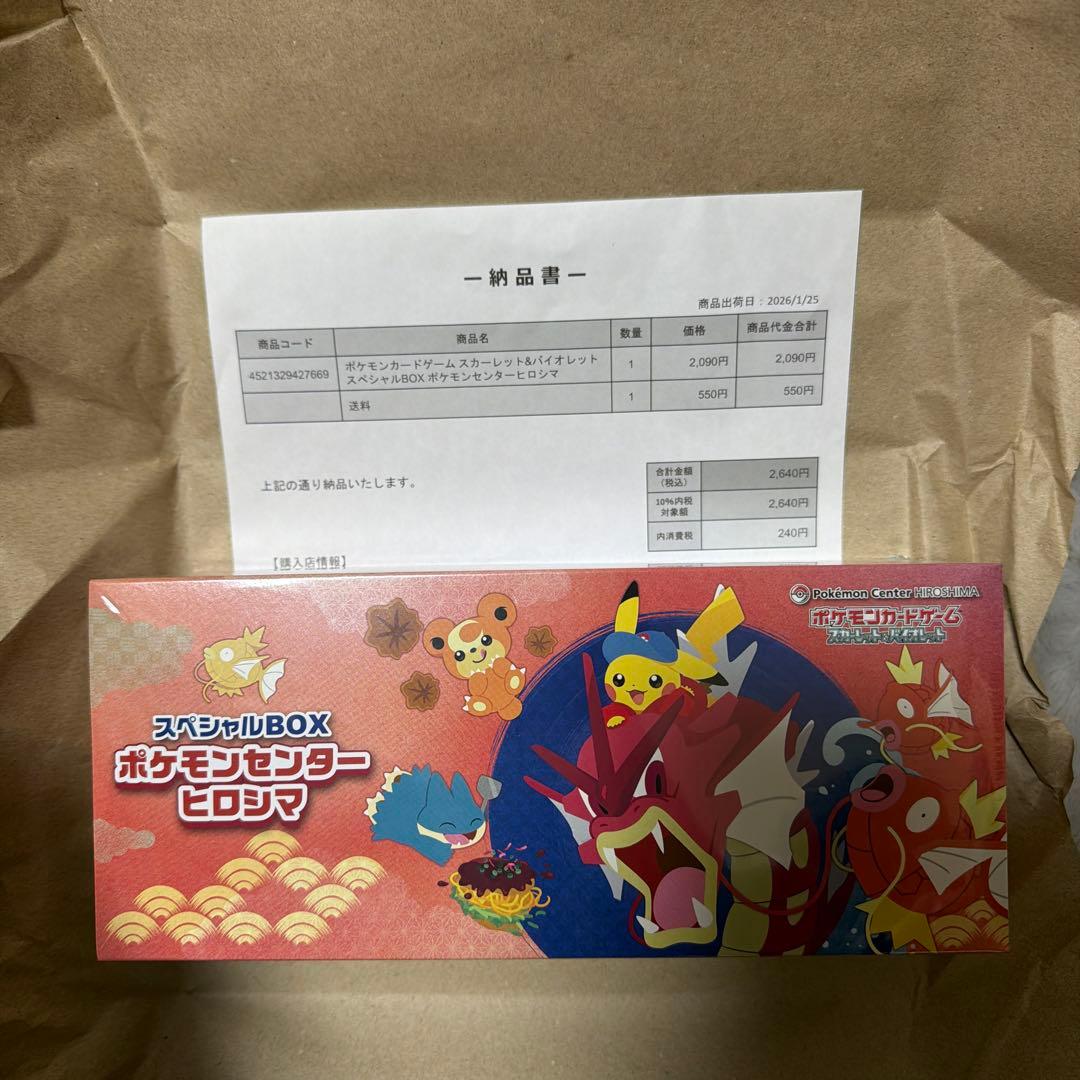 ー納品書ー
商品出荷日：2026/1/25
商品コード 商品名 数量 価格 商品代金合計
4521329427669 ポケモンカードゲーム スカーレット&バイオレット
スペシャルBOX ポケモンセンターヒロシマ 1 2,090円 2,090円
送料 1 550円 550円
上記の通り納品いたします。
合計金額
（税込） 2,640円
10%内税
対象額 2,640円
内消費税 240円
【購入店情報】
Pokémon Center HIROSHIMA
ポケモンカードゲーム
スカーレット&バイオレット
スペシャルBOX
ポケモンセンター
ヒロシマ